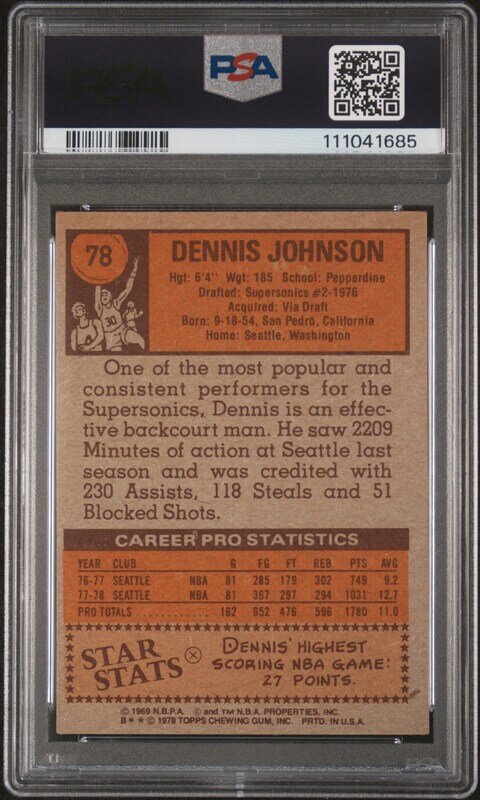 PSA
111041685
78
30
DENNIS JOHNSON
Hgt: 6'4" Wgt: 185 School: Pepperdine
Drafted: Supersonics #2-1976
Acquired: Via Draft
Born: 9-18-54, San Pedro, California
Home: Seattle, Washington
One of the most popular and
consistent performers for the
Supersonics, Dennis is an effec-
tive backcourt man. He saw 2209
Minutes of action at Seattle last
season and was credited with
230 Assists, 118 Steals and 51
Blocked Shots.
CAREER PRO STATISTICS
YEAR CLUB G FG FT REB. PTS AVG
76-77 SEATTLE NBA 81 285 179 302 749 9.2
77-78 SEATTLE NBA 81 367 297 294 1031 12.7
PRO TOTALS ........... 162 652 476 596 1780 11.0
STAR STATS
DENNIS' HIGHEST
SCORING NBA GAME:
27 POINTS.
© 1969 N.B.P.A. © and TM N.B.A. PROPERTIES, INC.
B** © 1978 TOPPS CHEWING GUM, INC. PRTD. IN U.S.A.